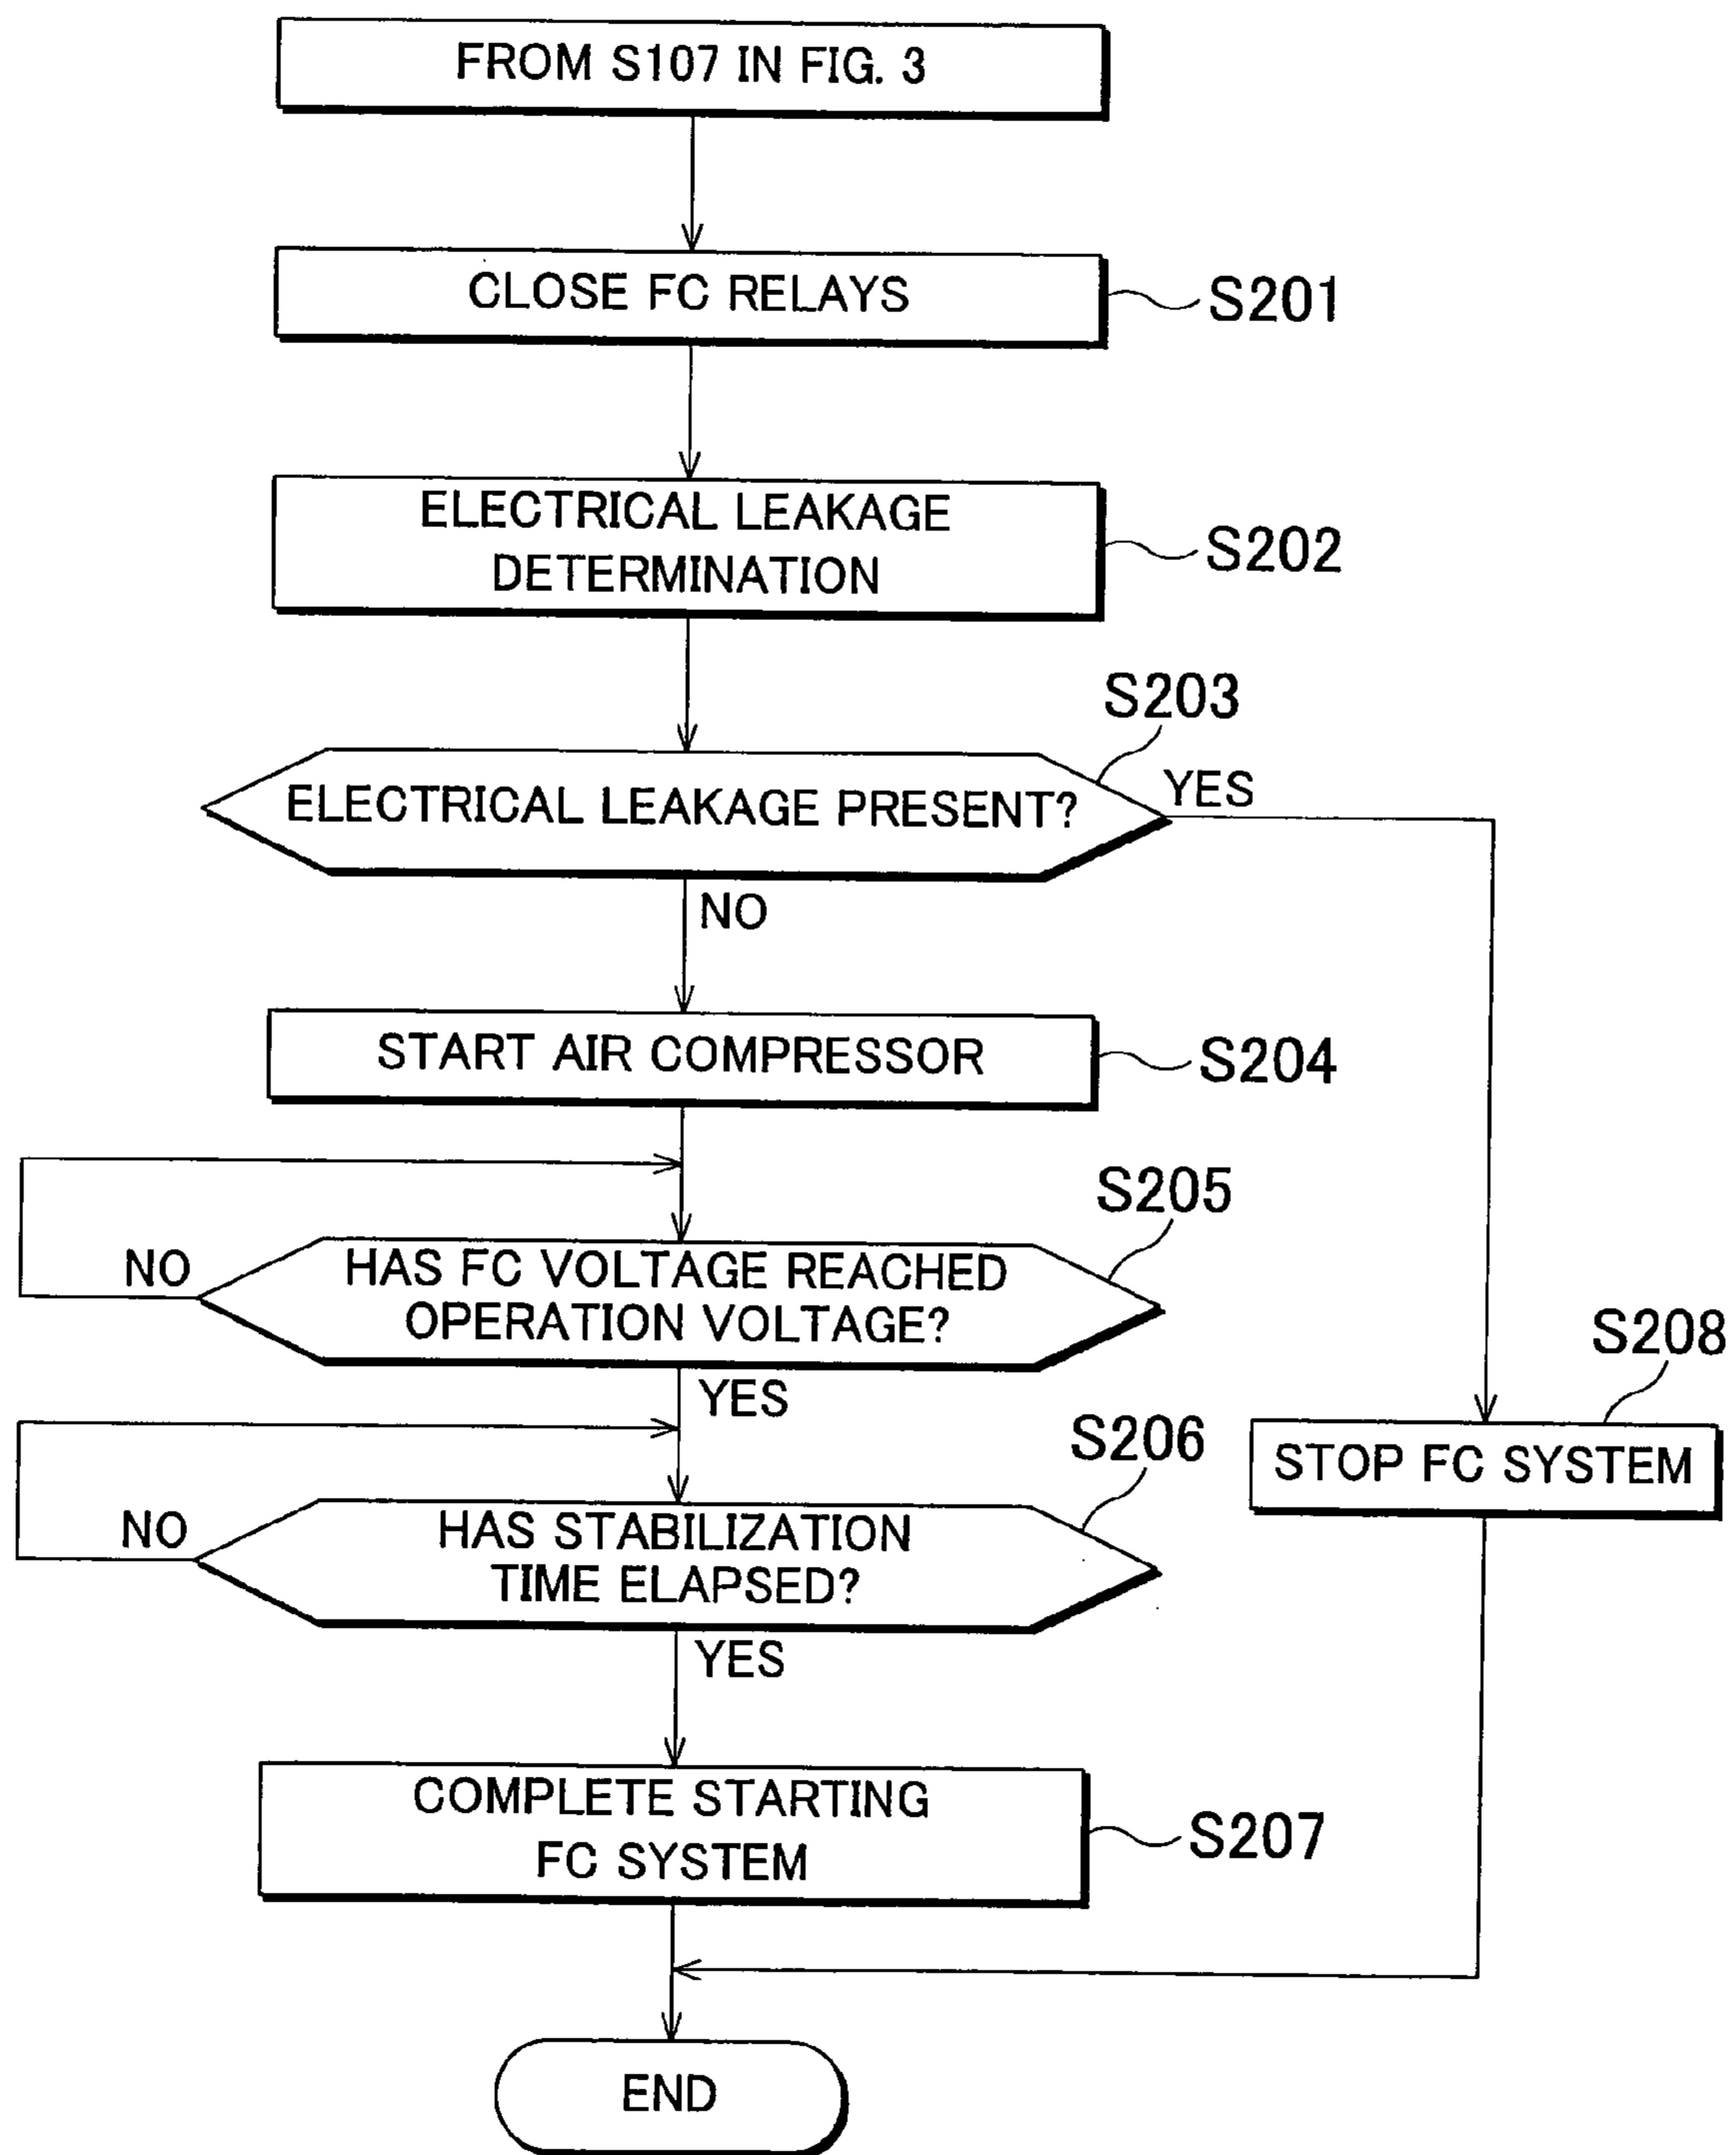 FROM S107 IN FIG. 3
CLOSE FC RELAYS
S201
ELECTRICAL LEAKAGE
DETERMINATION
S202
S203
ELECTRICAL LEAKAGE PRESENT?
YES
NO
START AIR COMPRESSOR
S204
S205
NO
HAS FC VOLTAGE REACHED
OPERATION VOLTAGE?
YES
S208
STOP FC SYSTEM
S206
NO
HAS STABILIZATION
TIME ELAPSED?
YES
COMPLETE STARTING
FC SYSTEM
S207
END